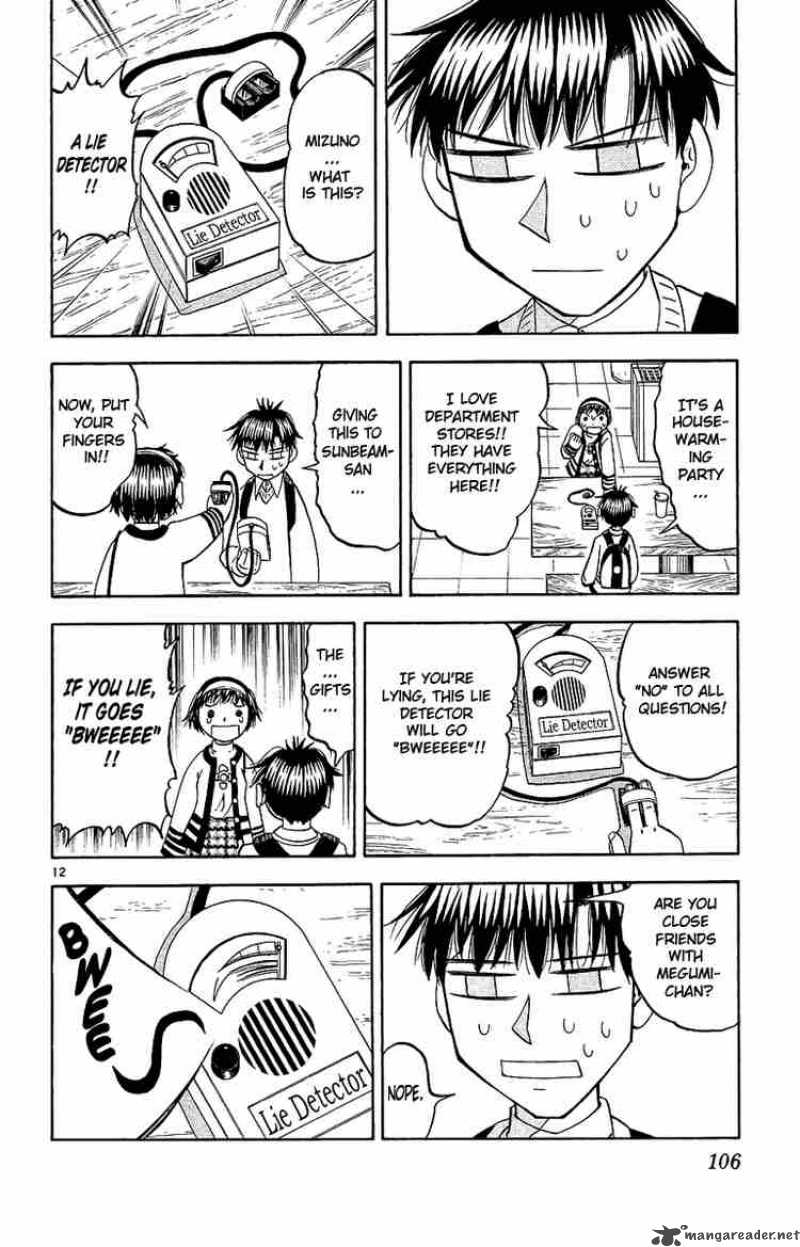 MIZUNO
...
WHAT
IS THIS?
A LIE
DETECTOR
!!
Lie Detector
IT'S A
HOUSE-
WARM-
ING
PARTY
...
I LOVE
DEPARTMENT
STORES!!
THEY HAVE
EVERYTHING
HERE!!
GIVING
THIS TO
SUNBEAM-
SAN
...
NOW, PUT
YOUR
FINGERS
IN!!
ANSWER
"NO" TO ALL
QUESTIONS!
Lie Detector
IF YOU'RE
LYING, THIS LIE
DETECTOR
WILL GO
"BWEEEEE"!!
THE
...
GIFTS
...
IF YOU LIE,
IT GOES
"BWEEEEE"
!!
12
ARE YOU
CLOSE
FRIENDS
WITH
MEGUMI-
CHAN?
NOPE.
BWEE
Lie Detector
106
mangareader.net